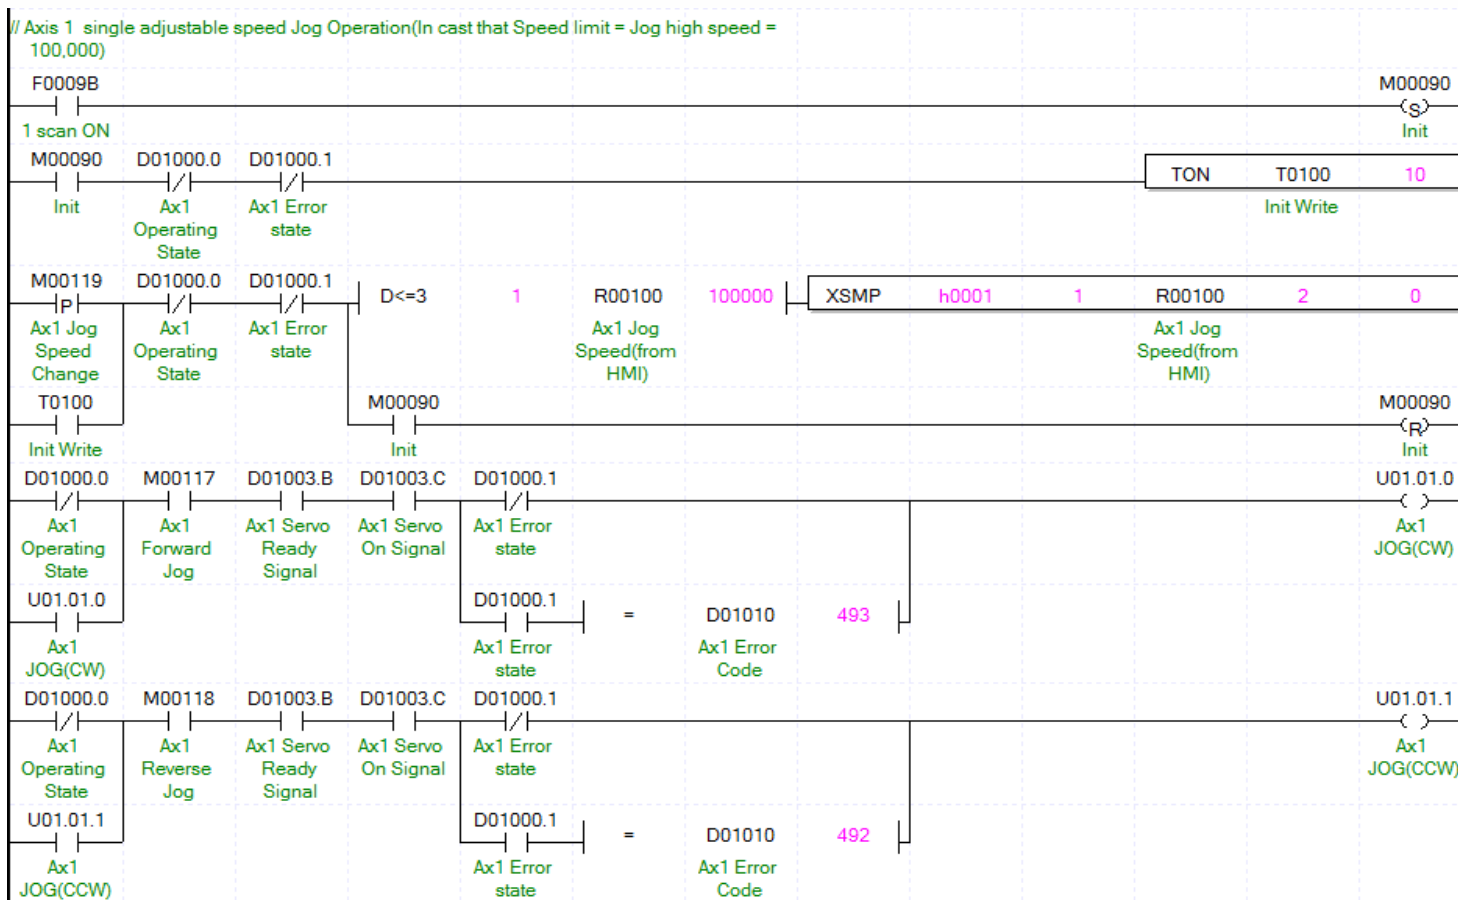 // Axis 1 single adjustable speed Jog Operation(In cast that Speed limit = Jog high speed =
100,000)
F0009B M00090
S
1 scan ON Init
M00090 D01000.0 D01000.1
TON T0100 10
Init Ax1 Ax1 Error Init Write
Operating state
State
M00119 D01000.0 D01000.1
P D<=3 1 R00100 100000 XSMP h0001 1 R00100 2 0
Ax1 Jog Ax1 Ax1 Error Ax1 Jog Ax1 Jog
Speed Operating state Speed(from Speed(from
Change State HMI) HMI)
T0100 M00090 M00090
R
Init Write Init Init
D01000.0 M00117 D01003.B D01003.C D01000.1 U01.01.0
Ax1 Ax1 Ax1 Servo Ax1 Servo Ax1 Error Ax1
Operating Forward Ready On Signal state JOG(CW)
State Jog Signal
U01.01.0 D01000.1
= D01010 493
Ax1 Ax1 Error Ax1 Error
JOG(CW) state Code
D01000.0 M00118 D01003.B D01003.C D01000.1 U01.01.1
Ax1 Ax1 Ax1 Servo Ax1 Servo Ax1 Error Ax1
Operating Reverse Ready On Signal state JOG(CCW)
State Jog Signal
U01.01.1 D01000.1
= D01010 492
Ax1 Ax1 Error Ax1 Error
JOG(CCW) state Code